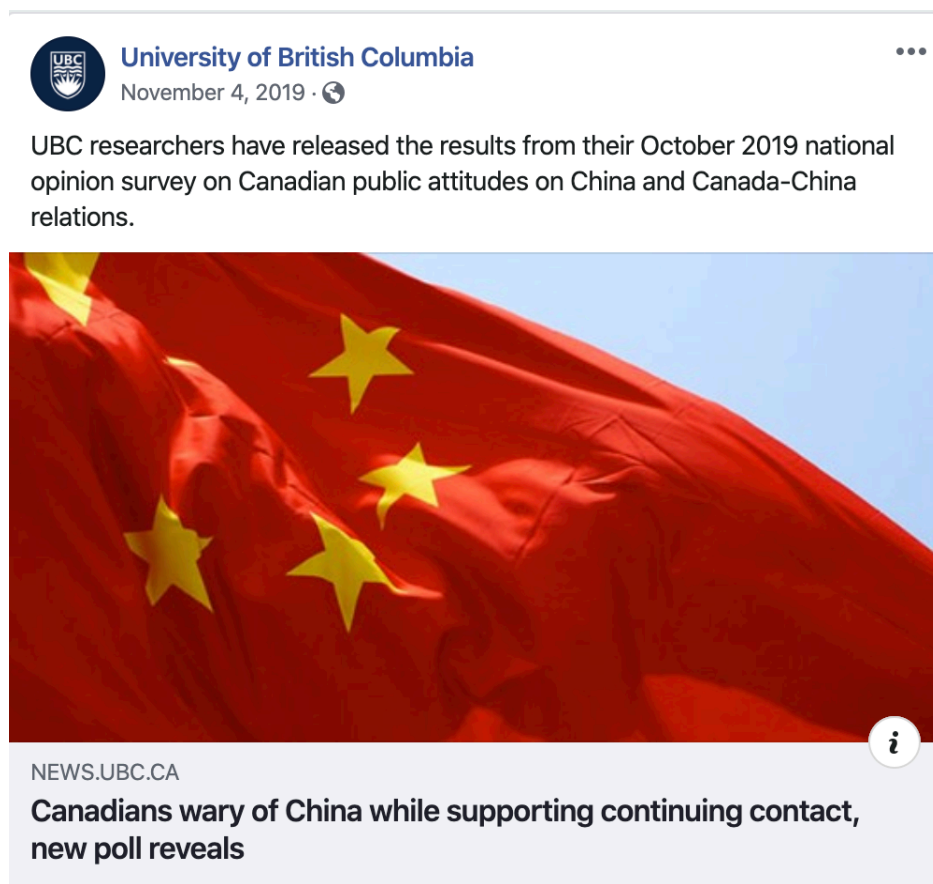 UBC
University of British Columbia
November 4, 2019 ·
UBC researchers have released the results from their October 2019 national
opinion survey on Canadian public attitudes on China and Canada-China
relations.
i
NEWS.UBC.CA
Canadians wary of China while supporting continuing contact,
new poll reveals